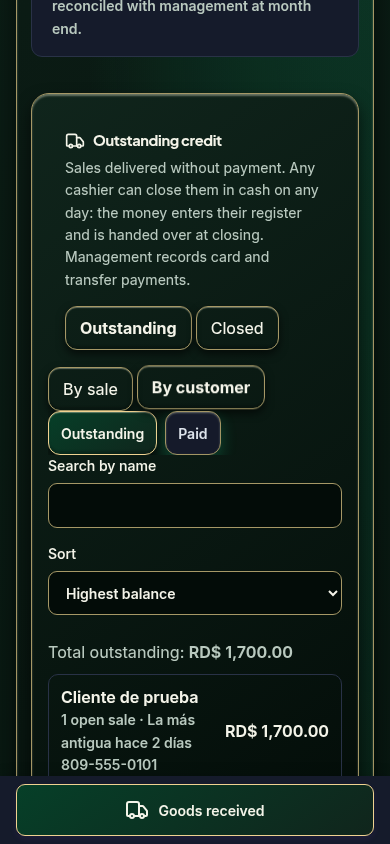 reconciled with management at month
end.
Outstanding credit
Sales delivered without payment. Any
cashier can close them in cash on any
day: the money enters their register
and is handed over at closing.
Management records card and
transfer payments.
Outstanding Closed
By sale By customer
Outstanding Paid
Search by name
Sort
Highest balance
Total outstanding: RD$ 1,700.00
Cliente de prueba
1 open sale · La más
antigua hace 2 días
RD$ 1,700.00
809-555-0101
Goods received